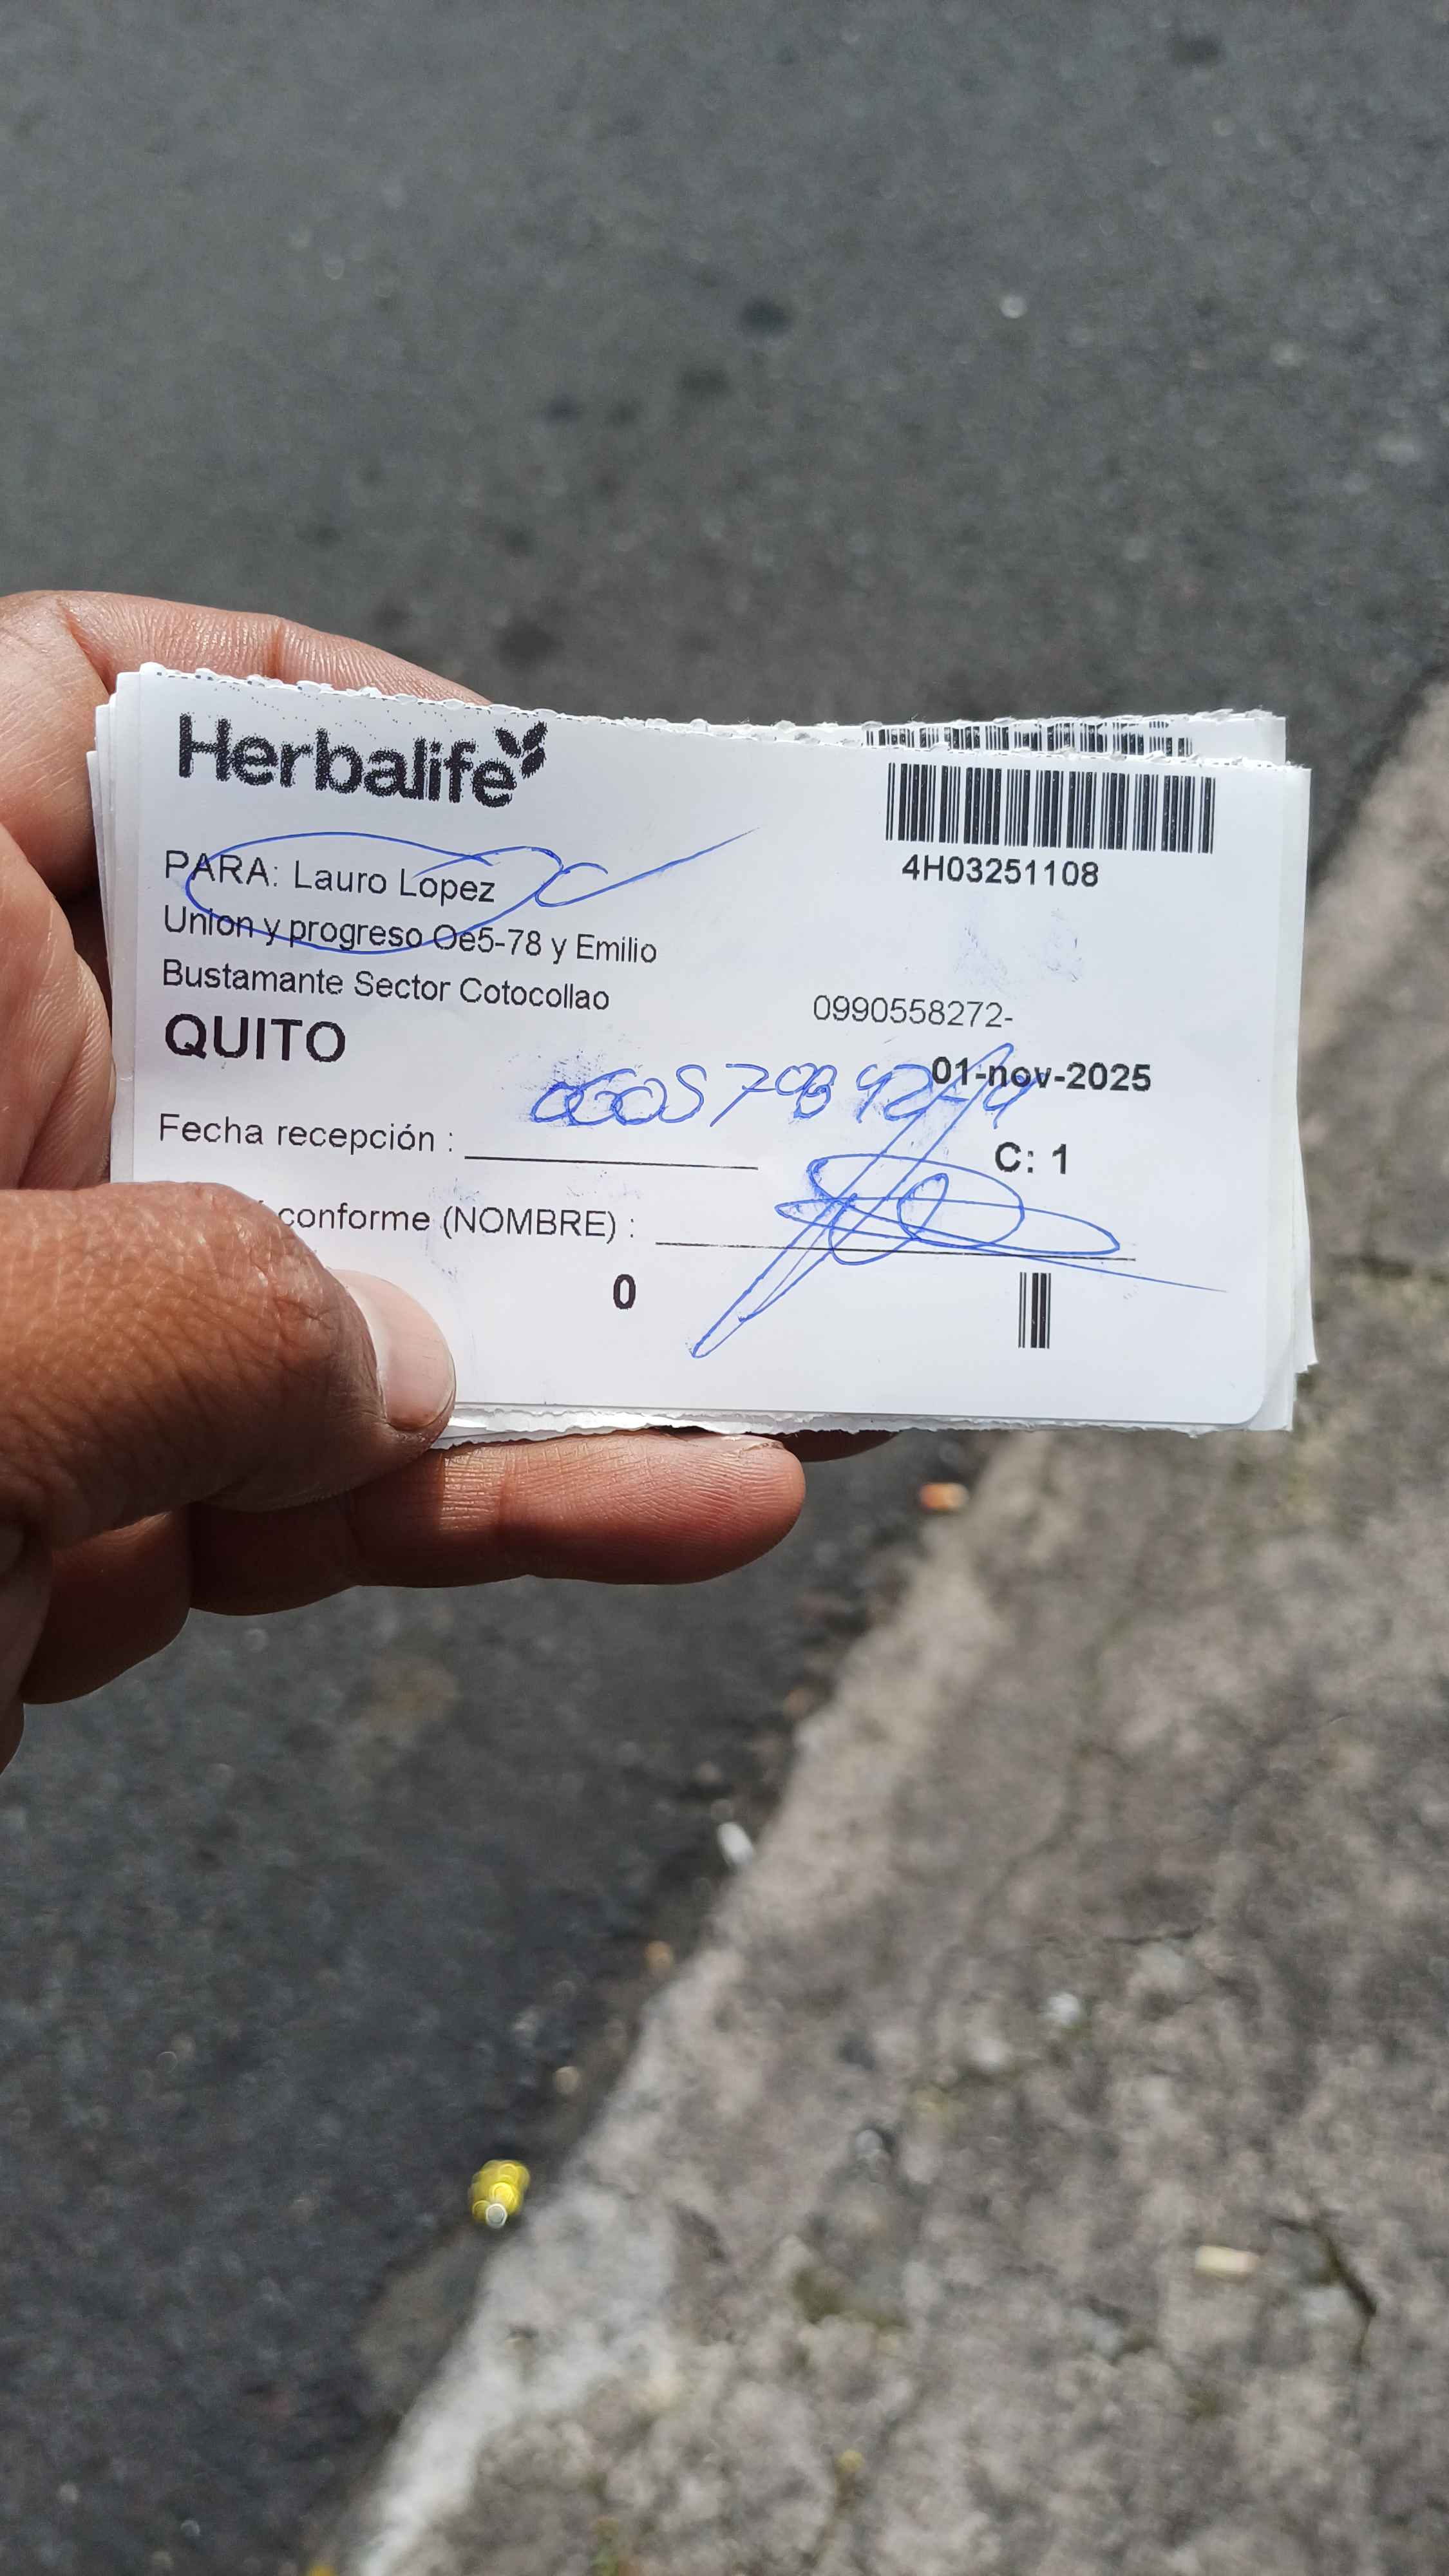 Herbalife
4H03251108
PARA: Lauro Lopez
Union y progreso Oe5-78 y Emilio
Bustamante Sector Cotocollao
0990558272-
QUITO
01-nov-2025
Fecha recepción :
C: 1
conforme (NOMBRE) :
0